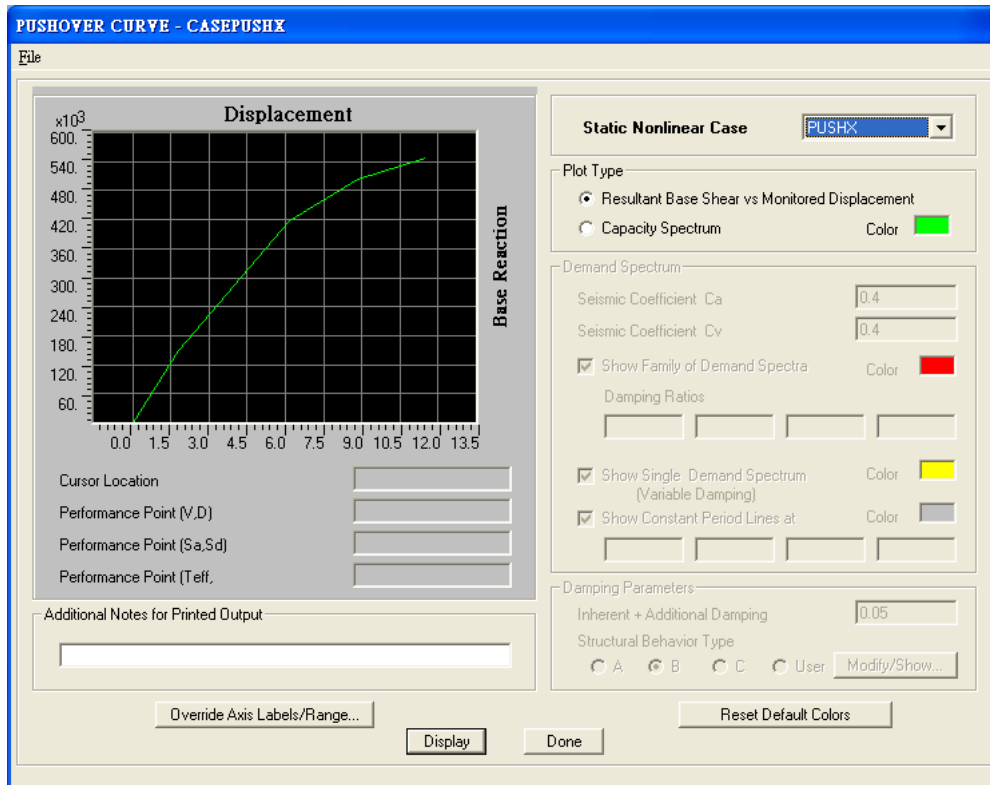 PUSHOVER CURVE - CASEPUSHX
File
Displacement
x10³
600.
540.
480.
420.
360.
300.
240.
180.
120.
60.
Base Reaction
0.0 1.5 3.0 4.5 6.0 7.5 9.0 10.5 12.0 13.5
Cursor Location
Performance Point (V,D)
Performance Point (Sa,Sd)
Performance Point (Teff,
Additional Notes for Printed Output
Override Axis Labels/Range...
Static Nonlinear Case PUSHX
Plot Type
Resultant Base Shear vs Monitored Displacement
Capacity Spectrum Color
Demand Spectrum
Seismic Coefficient Ca 0.4
Seismic Coefficient Cv 0.4
Show Family of Demand Spectra Color
Damping Ratios
Show Single Demand Spectrum Color
(Variable Damping)
Show Constant Period Lines at Color
Damping Parameters
Inherent + Additional Damping 0.05
Structural Behavior Type
A B C User Modify/Show...
Reset Default Colors
Display Done